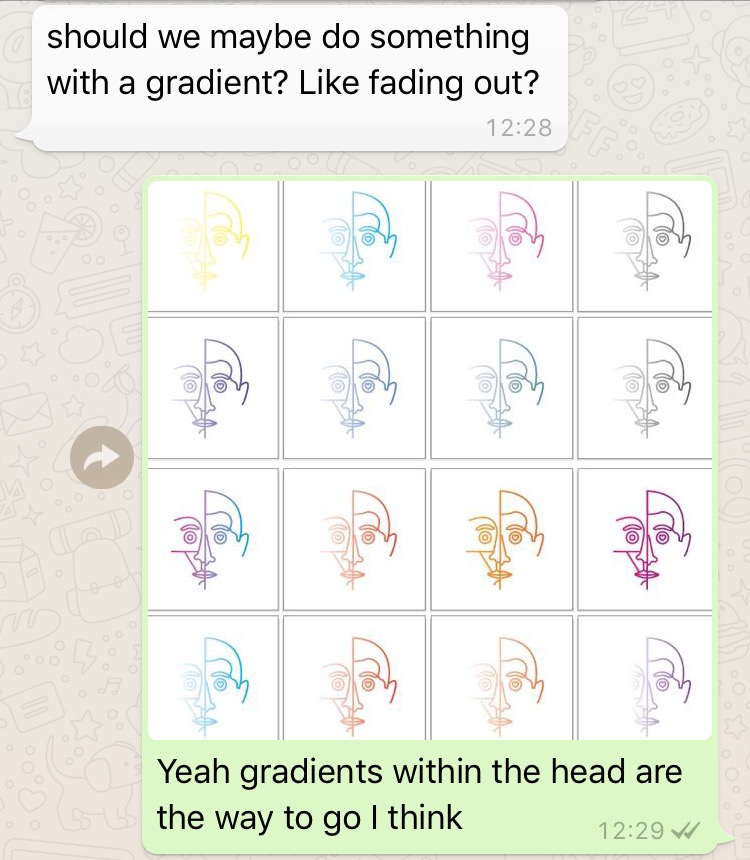 should we maybe do something
with a gradient? Like fading out?
12:28
Yeah gradients within the head are
the way to go I think
12:29